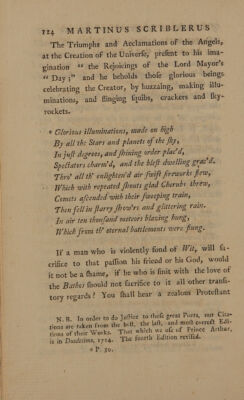 114 MARTINUS SCRIBLERUS
The Triumphs and Acclamations of the Angels,
at the Creation of the Universe, present to his ima-
gination “ the Rejoicings of the Lord Mayor's
“ Day ;” and he beholds those glorious beings
celebrating the Creator, by huzzaing, making illu-
minations, and flinging squibs, crackers and sky-
rockets.
* Glorious illuminations, made on high
By all the Stars and planets of the sky,
In just degrees, and shining order plac'd,
Spectators charm'd, and the blest dwelling grac'd.
Thro' all th' enlighten'd air swift fireworks flew,
Which with repeated shouts glad Cherubs threw,
Comets ascended with their sweeping train,
Then fell in starry show'rs and glittering rain.
In air ten thousand meteors blazing hung,
Which from th' eternal battlements were flung.
If a man who is violently fond of Wit, will sa-
crifice to that passion his friend or his God, would
it not be a shame, if he who is smit with the love of
the Bathos should not sacrifice to it all other transi-
tory regards ? You shall hear a zealous Protestant
N. B. In order to do Justice to these great Poets, our Cita-
tions are taken from the best, the last, and most correct Edi-
tions of their Works. That which we use of Prince Arthur,
is in Duodecimo, 1714. The fourth Edition revised.
* P. 50.